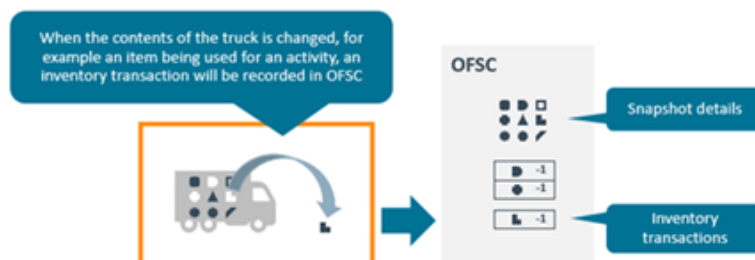 When the contents of the truck is changed, for
example an item being used for an activity, an
inventory transaction will be recorded in OFSC
OFSC
Snapshot details
-1
-1
-1
Inventory
transactions